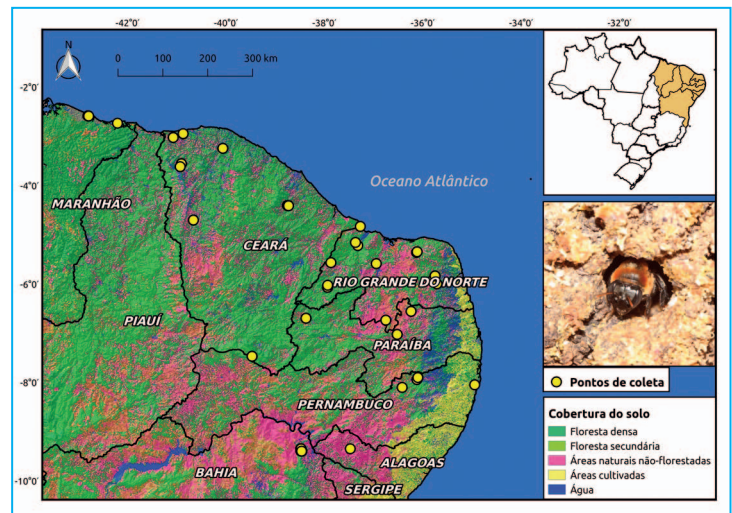 -42°0'
-40°0'
-38°0'
-36°0'
-34°0'
-32°0'
N
0 100 200 300 km
-2°0'
-4°0'
-6°0'
-8°0'
-10°0'
Oceano Atlântico
MARANHÃO
CEARÁ
RIO GRANDE DO NORTE
PIAUÍ
PARAÍBA
PERNAMBUCO
BAHIA
ALAGOAS
SERGIPE
Pontos de coleta
Cobertura do solo
Floresta densa
Floresta secundária
Áreas naturais não-florestadas
Áreas cultivadas
Água